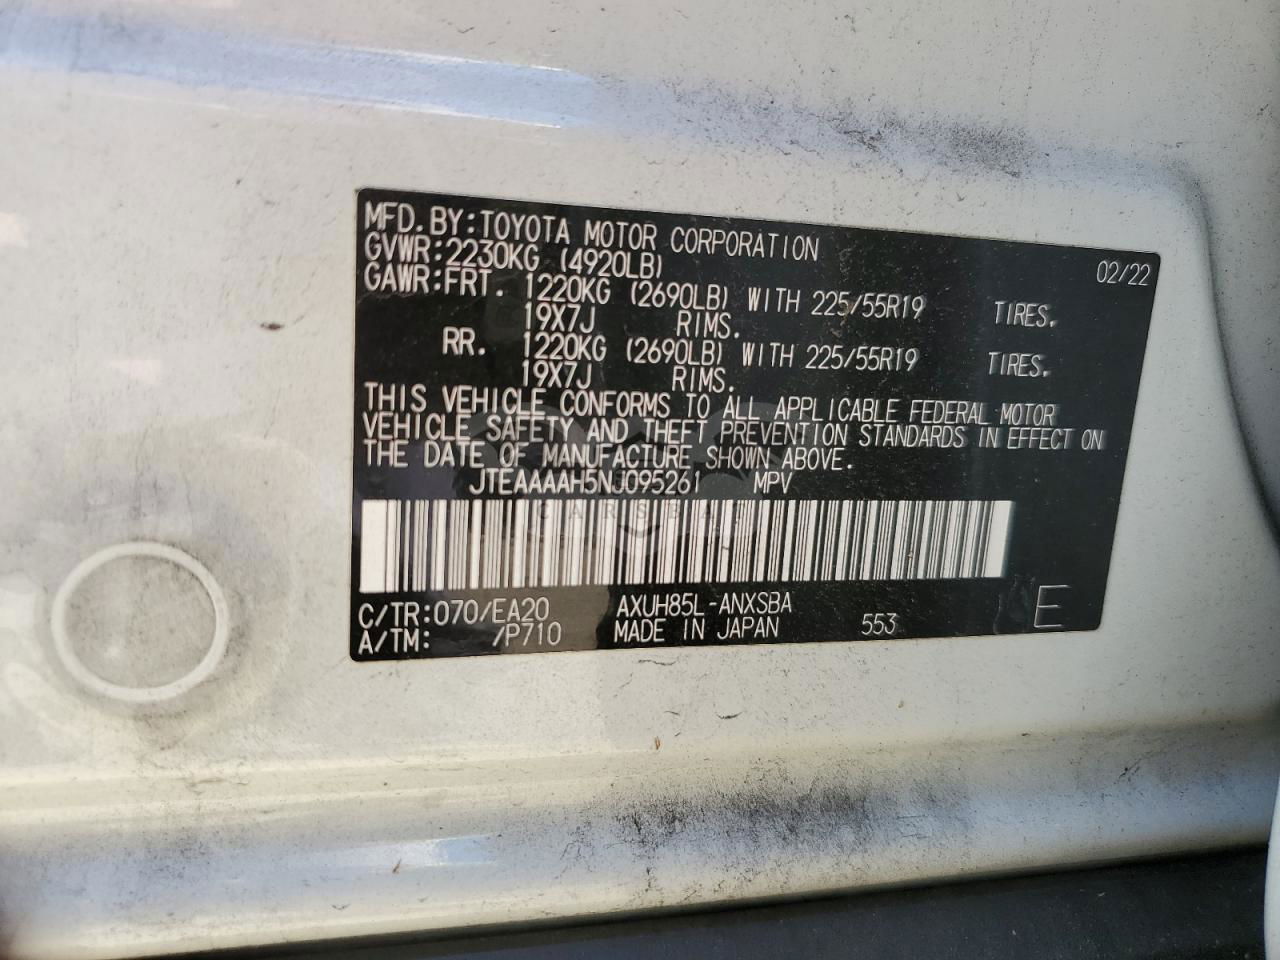 MFD.BY:TOYOTA MOTOR CORPORATION 02/22
GVWR:2230KG (4920LB)
GAWR:FRT. 1220KG (2690LB) WITH 225/55R19 TIRES.
19X7J RIMS.
RR. 1220KG (2690LB) WITH 225/55R19 TIRES.
19X7J RIMS.
THIS VEHICLE CONFORMS TO ALL APPLICABLE FEDERAL MOTOR
VEHICLE SAFETY AND THEFT PREVENTION STANDARDS IN EFFECT ON
THE DATE OF MANUFACTURE SHOWN ABOVE.
JTEAAAAH5NJ095261 MPV
C/TR:070/EA20 AXUH85L-ANXSBA
A/TM: /P710 MADE IN JAPAN 553 E